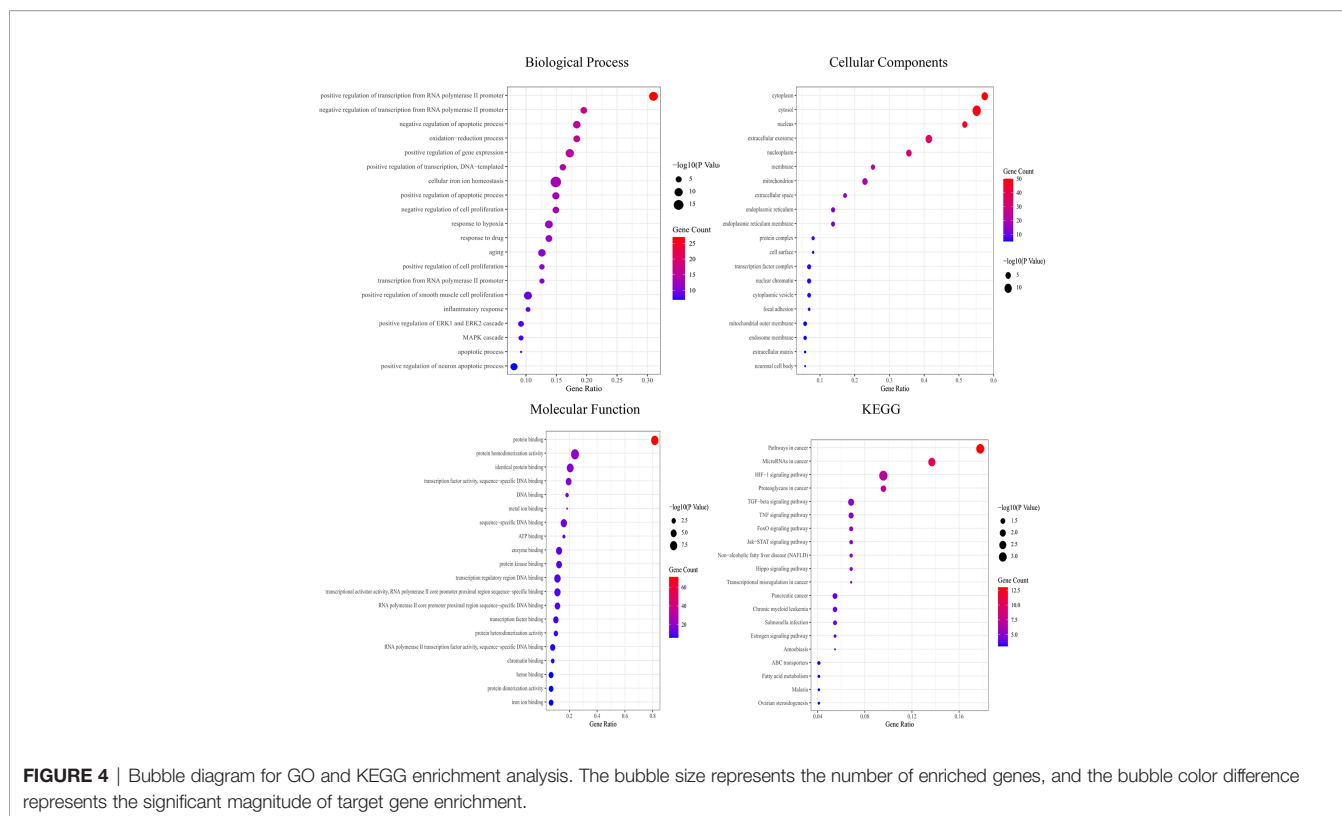 Biological Process
positive regulation of transcription from RNA polymerase II promoter
negative regulation of transcription from RNA polymerase II promoter
negative regulation of apoptotic process
oxidation−reduction process
positive regulation of gene expression
positive regulation of transcription, DNA−templated
cellular iron ion homeostasis
positive regulation of apoptotic process
negative regulation of cell proliferation
response to hypoxia
response to drug
aging
positive regulation of cell proliferation
transcription from RNA polymerase II promoter
positive regulation of smooth muscle cell proliferation
inflammatory response
positive regulation of ERK1 and ERK2 cascade
MAPK cascade
apoptotic process
positive regulation of neuron apoptotic process
0.10 0.15 0.20 0.25 0.30
Gene Ratio
−log10(P Valu
5
10
15
Gene Count
25
20
15
10
Cellular Components
cytoplasm
cytosol
nucleus
extracellular exosome
nucleoplasm
membrane
mitochondrion
extracellular space
endoplasmic reticulum
endoplasmic reticulum membrane
protein complex
cell surface
transcription factor complex
nuclear chromatin
cytoplasmic vesicle
focal adhesion
mitochondrial outer membrane
endosome membrane
extracellular matrix
neuronal cell body
0.1 0.2 0.3 0.4 0.5 0.6
Gene Ratio
Gene Count
50
40
30
20
10
−log10(P Value)
5
10
Molecular Function
protein binding
protein homodimerization activity
identical protein binding
transcription factor activity, sequence−specific DNA binding
DNA binding
metal ion binding
sequence−specific DNA binding
ATP binding
enzyme binding
protein kinase binding
transcription regulatory region DNA binding
transcriptional activator activity, RNA polymerase II core promoter proximal region sequence−specific binding
RNA polymerase II core promoter proximal region sequence−specific DNA binding
transcription factor binding
protein heterodimerization activity
RNA polymerase II transcription factor activity, sequence−specific DNA binding
chromatin binding
heme binding
protein dimerization activity
iron ion binding
0.2 0.4 0.6 0.8
Gene Ratio
−log10(P Value)
2.5
5.0
7.5
Gene Count
60
40
20
KEGG
Pathways in cancer
MicroRNAs in cancer
HIF−1 signaling pathway
Proteoglycans in cancer
TGF−beta signaling pathway
TNF signaling pathway
FoxO signaling pathway
Jak−STAT signaling pathway
Non−alcoholic fatty liver disease (NAFLD)
Hippo signaling pathway
Transcriptional misregulation in cancer
Pancreatic cancer
Chronic myeloid leukemia
Salmonella infection
Estrogen signaling pathway
Amoebiasis
ABC transporters
Fatty acid metabolism
Malaria
Ovarian steroidogenesis
0.04 0.08 0.12 0.16
Gene Ratio
−log10(P Value)
1.5
2.0
2.5
3.0
Gene Count
12.5
10.0
7.5
5.0
FIGURE 4 | Bubble diagram for GO and KEGG enrichment analysis. The bubble size represents the number of enriched genes, and the bubble color difference
represents the significant magnitude of target gene enrichment.